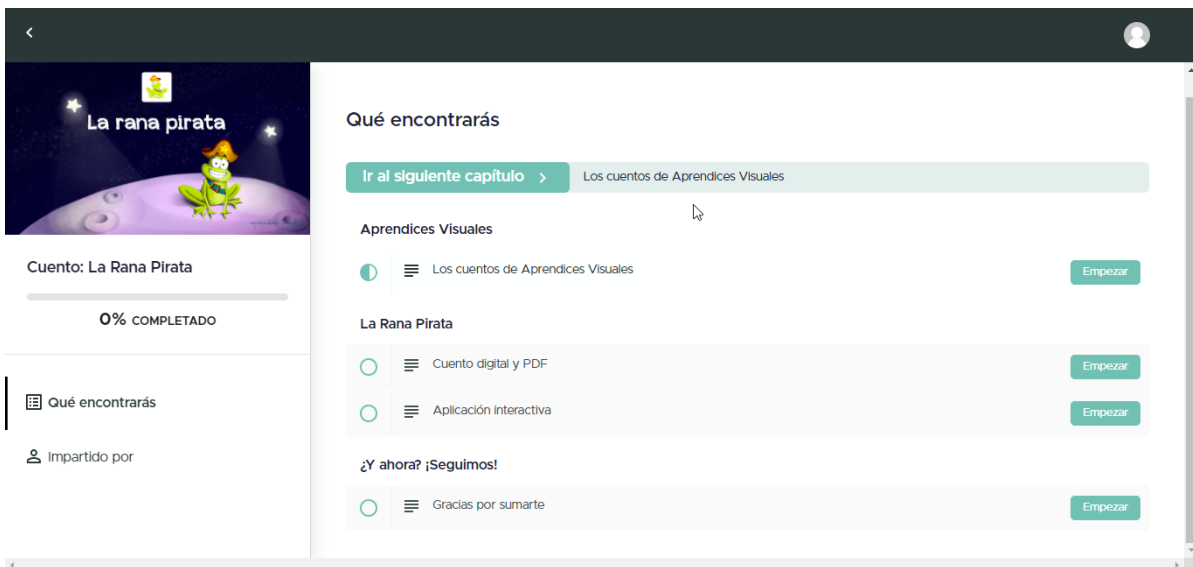 La rana pirata
Cuento: La Rana Pirata
0% COMPLETADO
Qué encontrarás
Impartido por
Qué encontrarás
Ir al siguiente capítulo > Los cuentos de Aprendices Visuales
Aprendices Visuales
Los cuentos de Aprendices Visuales Empezar
La Rana Pirata
Cuento digital y PDF Empezar
Aplicación interactiva Empezar
¿Y ahora? ¡Seguimos!
Gracias por sumarte Empezar